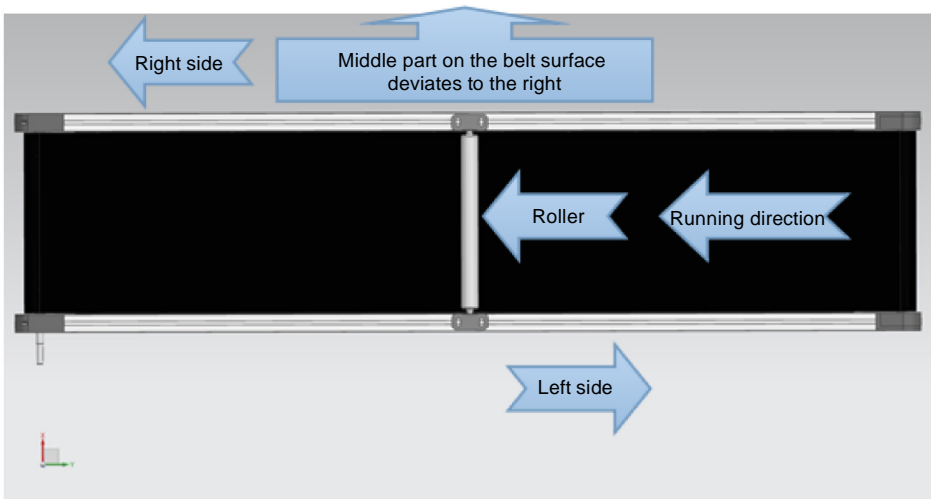 Right side
Middle part on the belt surface
deviates to the right
Roller
Running direction
Left side
X
Y